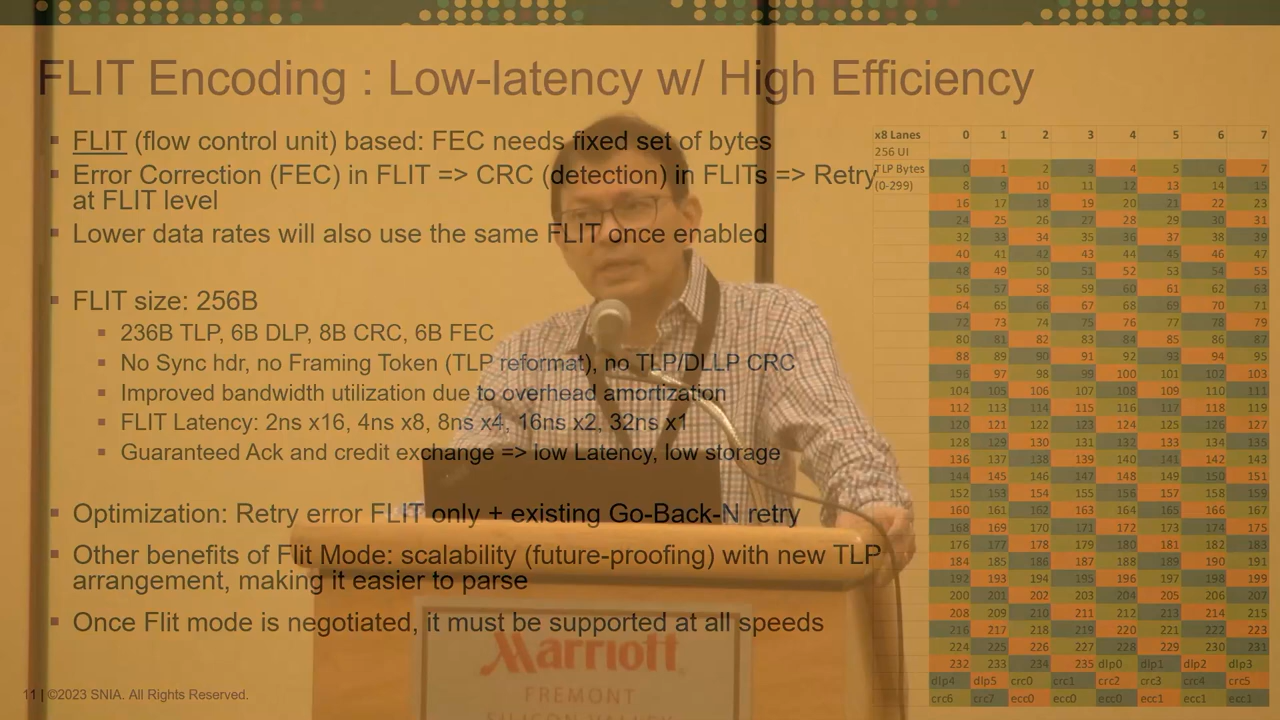 FLIT Encoding : Low-latency w/ High Efficiency
FLIT (flow control unit) based: FEC needs fixed set of bytes
Error Correction (FEC) in FLIT => CRC (detection) in FLITs => Retry
at FLIT level
Lower data rates will also use the same FLIT once enabled
FLIT size: 256B
236B TLP, 6B DLP, 8B CRC, 6B FEC
No Sync hdr, no Framing Token (TLP reformat), no TLP/DLLP CRC
Improved bandwidth utilization due to overhead amortization
FLIT Latency: 2ns x16, 4ns x8, 8ns x4, 16ns x2, 32ns x1
Guaranteed Ack and credit exchange => low Latency, low storage
Optimization: Retry error FLIT only + existing Go-Back-N retry
Other benefits of Flit Mode: scalability (future-proofing) with new TLP
arrangement, making it easier to parse
Once Flit mode is negotiated, it must be supported at all speeds
x8 Lanes 0 1 2 3 4 5 6 7
256 UI
TLP Bytes 0 1 2 3 4 5 6 7
(0-299) 8 9 10 11 12 13 14 15
16 17 18 19 20 21 22 23
24 25 26 27 28 29 30 31
32 33 34 35 36 37 38 39
40 41 42 43 44 45 46 47
48 49 50 51 52 53 54 55
56 57 58 59 60 61 62 63
64 65 66 67 68 69 70 71
72 73 74 75 76 77 78 79
80 81 82 83 84 85 86 87
88 89 90 91 92 93 94 95
96 97 98 99 100 101 102 103
104 105 106 107 108 109 110 111
112 113 114 115 116 117 118 119
120 121 122 123 124 125 126 127
128 129 130 131 132 133 134 135
136 137 138 139 140 141 142 143
144 145 146 147 148 149 150 151
152 153 154 155 156 157 158 159
160 161 162 163 164 165 166 167
168 169 170 171 172 173 174 175
176 177 178 179 180 181 182 183
184 185 186 187 188 189 190 191
192 193 194 195 196 197 198 199
200 201 202 203 204 205 206 207
208 209 210 211 212 213 214 215
216 217 218 219 220 221 222 223
224 225 226 227 228 229 230 231
232 233 234 235 dlp0 dlp1 dlp2 dlp3
dlp4 dlp5 crc0 crc1 crc2 crc3 crc4 crc5
crc6 crc7 ecc0 ecc0 ecc0 ecc1 ecc1 ecc1
Marriott
FREMONT
SILICON VALLEY
11 | ©2023 SNIA. All Rights Reserved.